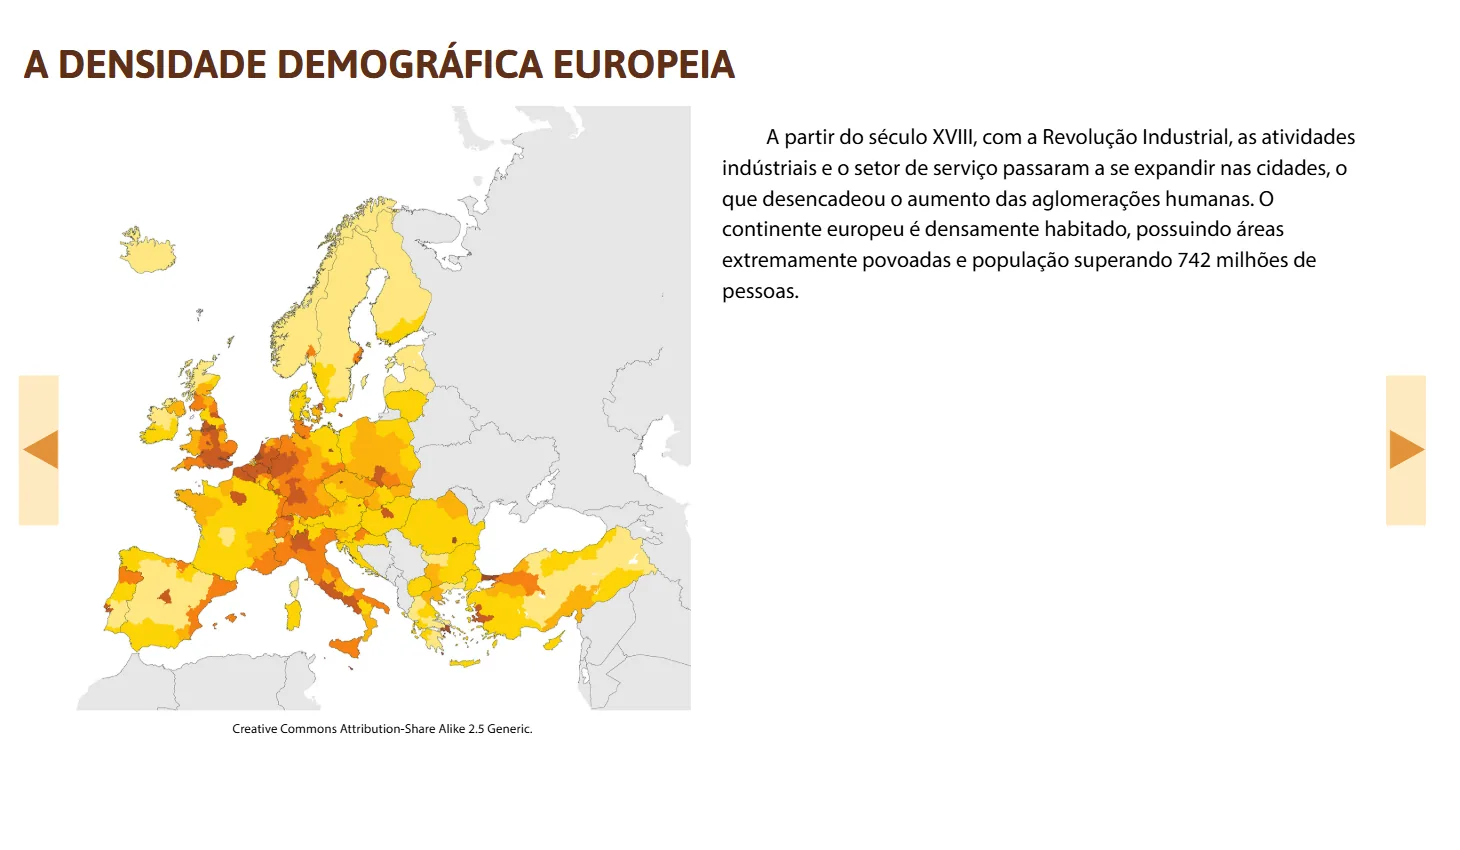 A DENSIDADE DEMOGRÁFICA EUROPEIA
A partir do século XVIII, com a Revolução Industrial, as atividades
indústriais e o setor de serviço passaram a se expandir nas cidades, o
que desencadeou o aumento das aglomerações humanas. O
continente europeu é densamente habitado, possuindo áreas
extremamente povoadas e população superando 742 milhões de
pessoas.
Creative Commons Attribution-Share Alike 2.5 Generic.